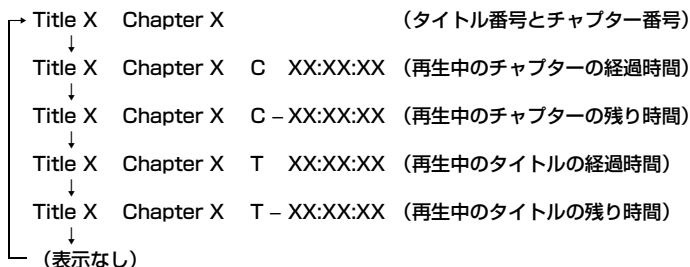 Title X Chapter X （タイトル番号とチャプター番号）
↓
Title X Chapter X C XX:XX:XX （再生中のチャプターの経過時間）
↓
Title X Chapter X C – XX:XX:XX （再生中のチャプターの残り時間）
↓
Title X Chapter X T XX:XX:XX （再生中のタイトルの経過時間）
↓
Title X Chapter X T – XX:XX:XX （再生中のタイトルの残り時間）
↓
（表示なし）